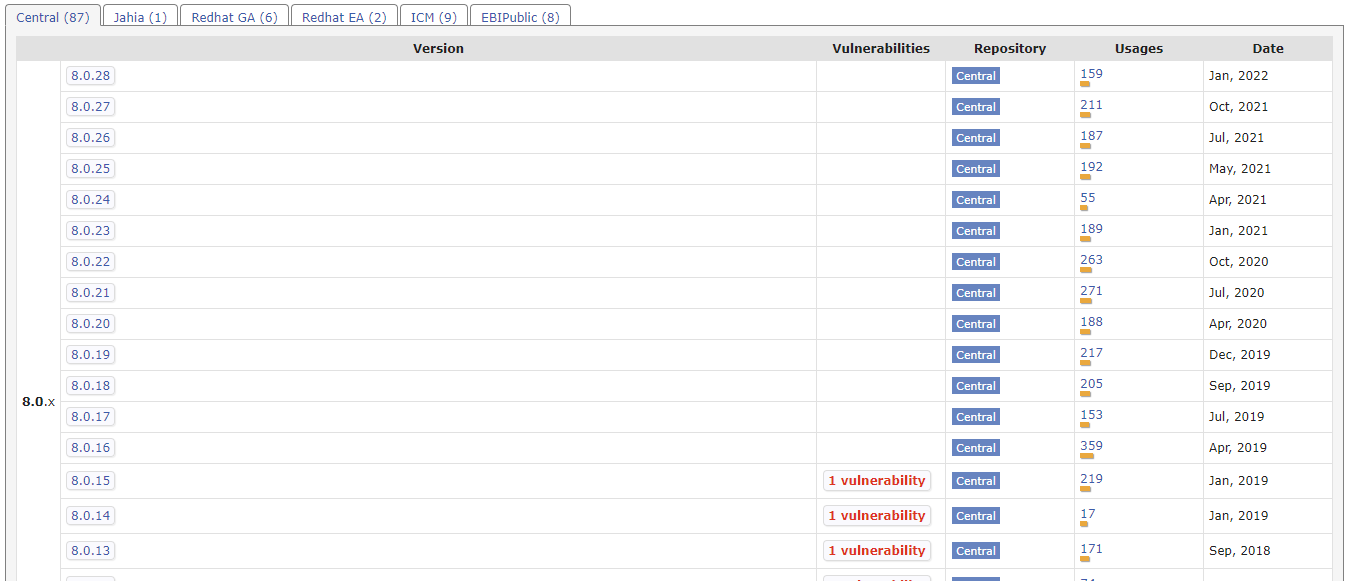 Central (87) Jahia (1) Redhat GA (6) Redhat EA (2) ICM (9) EBIPublic (8)
Version Vulnerabilities Repository Usages Date
8.0.28 Central 159 Jan, 2022
8.0.27 Central 211 Oct, 2021
8.0.26 Central 187 Jul, 2021
8.0.25 Central 192 May, 2021
8.0.24 Central 55 Apr, 2021
8.0.23 Central 189 Jan, 2021
8.0.22 Central 263 Oct, 2020
8.0.21 Central 271 Jul, 2020
8.0.20 Central 188 Apr, 2020
8.0.19 Central 217 Dec, 2019
8.0.18 Central 205 Sep, 2019
8.0.x
8.0.17 Central 153 Jul, 2019
8.0.16 Central 359 Apr, 2019
8.0.15 1 vulnerability Central 219 Jan, 2019
8.0.14 1 vulnerability Central 17 Jan, 2019
8.0.13 1 vulnerability Central 171 Sep, 2018